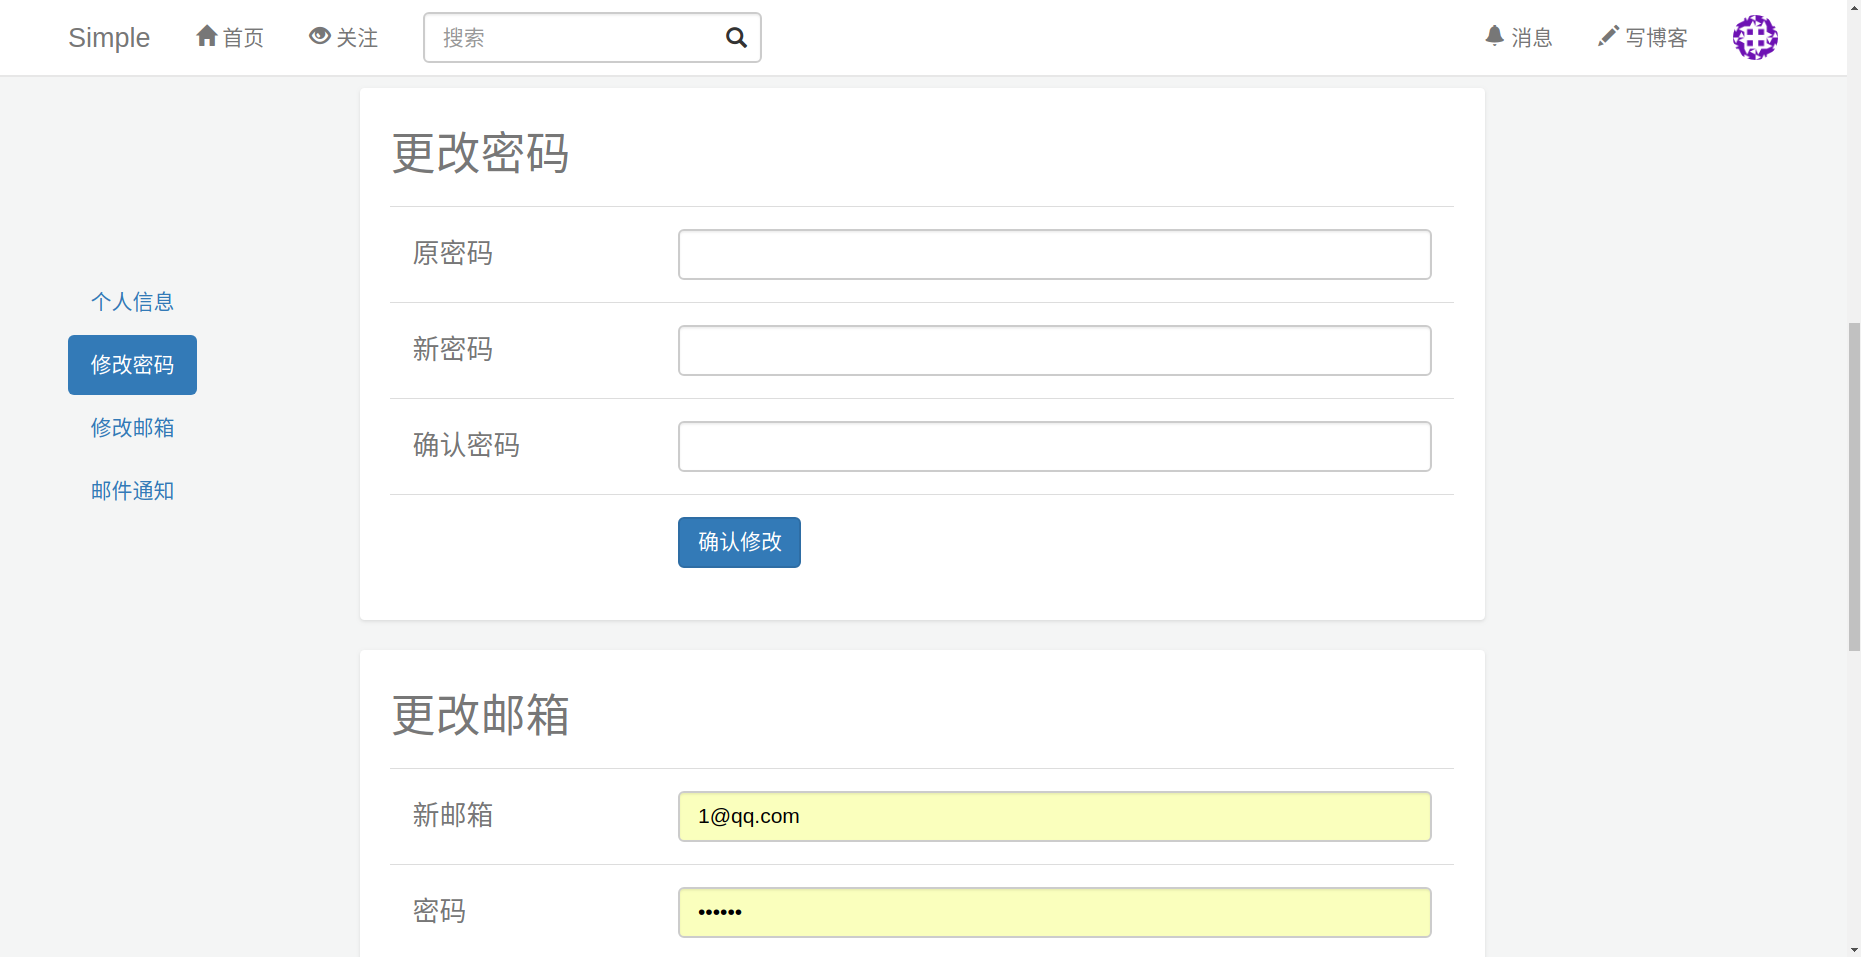 Simple 首页 关注 搜索 消息 写博客
个人信息
修改密码
修改邮箱
邮件通知
更改密码
原密码
新密码
确认密码
确认修改
更改邮箱
新邮箱 1@qq.com
密码 ••••••